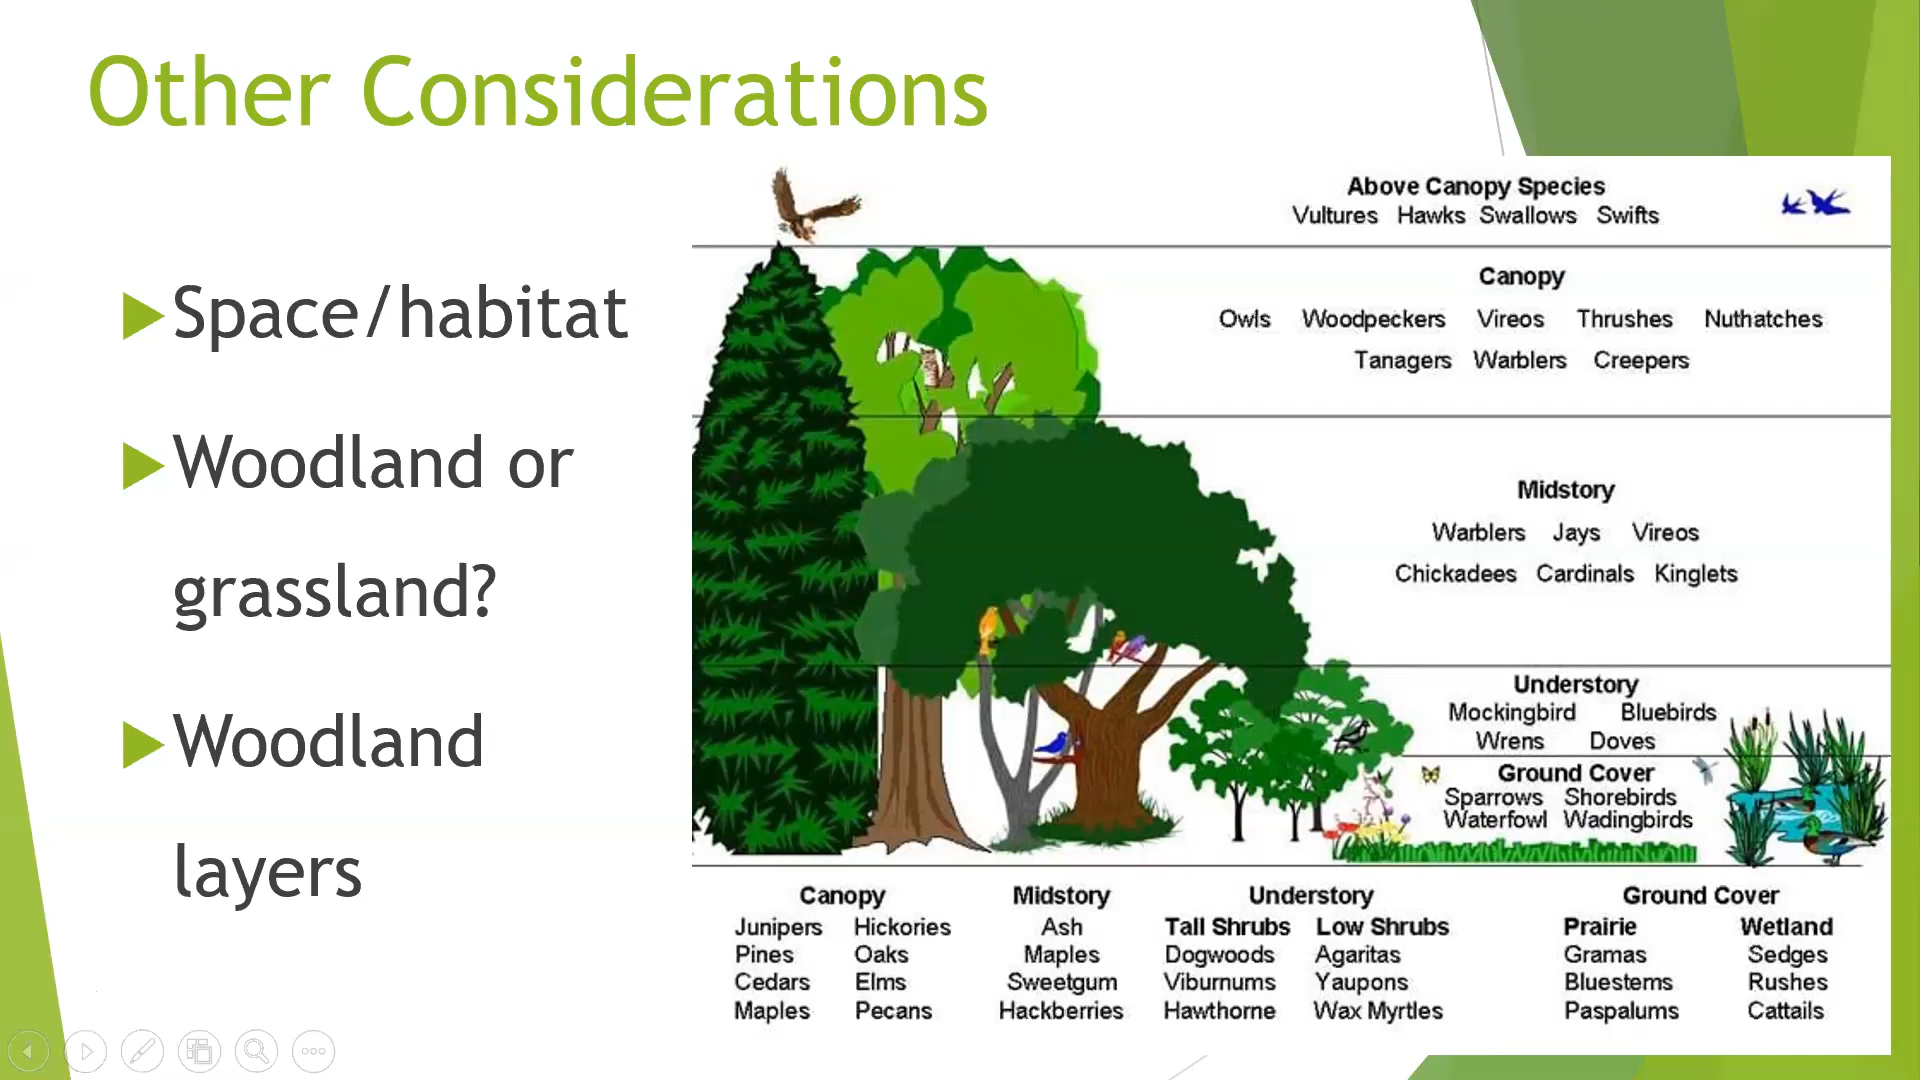 Other Considerations
Space/habitat
Woodland or
grassland?
Woodland
layers
Above Canopy Species
Vultures Hawks Swallows Swifts
Canopy
Owls Woodpeckers Vireos Thrushes Nuthatches
Tanagers Warblers Creepers
Midstory
Warblers Jays Vireos
Chickadees Cardinals Kinglets
Understory
Mockingbird Bluebirds
Wrens Doves
Ground Cover
Sparrows Shorebirds
Waterfowl Wadingbirds
Canopy Midstory Understory Ground Cover
Junipers Hickories Ash Tall Shrubs Low Shrubs Prairie Wetland
Pines Oaks Maples Dogwoods Agaritas Gramas Sedges
Cedars Elms Sweetgum Viburnums Yaupons Bluestems Rushes
Maples Pecans Hackberries Hawthorne Wax Myrtles Paspalums Cattails